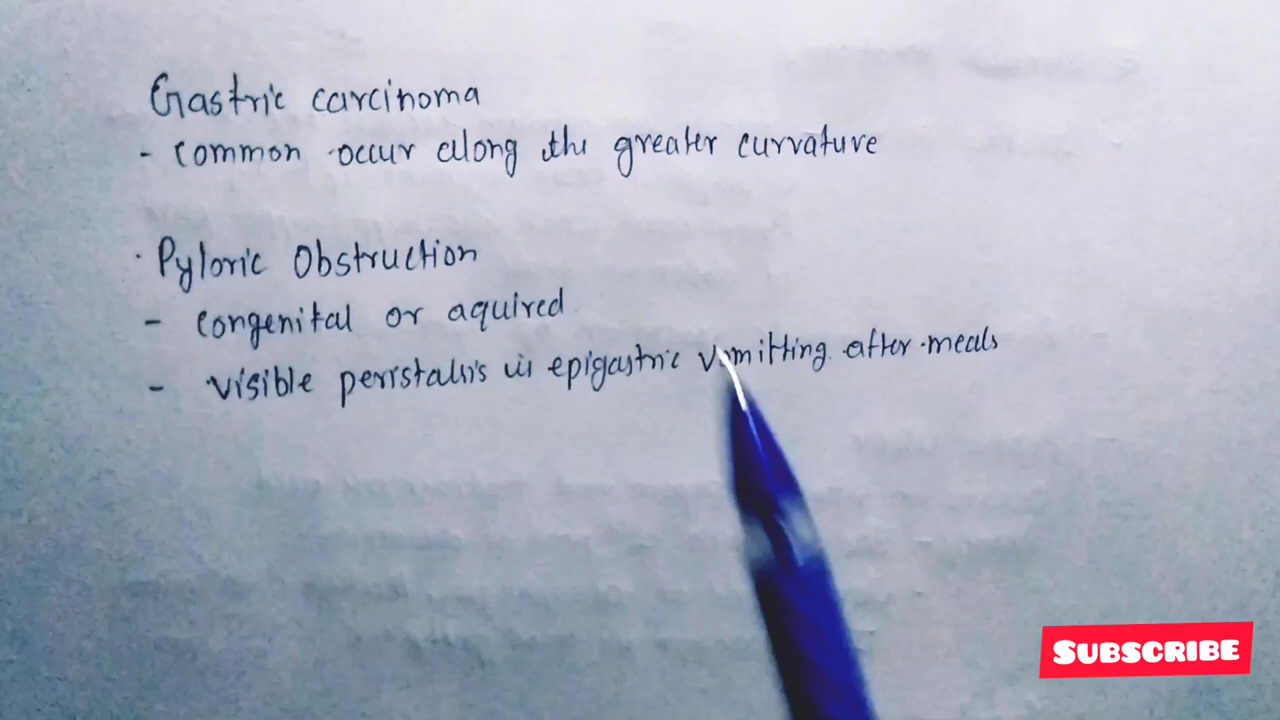 Gastric carcinoma
- common occur along the greater curvature
· Pyloric Obstruction
- congenital or aquired
- visible peristalsis in epigastric vomitting after meals
SUBSCRIBE